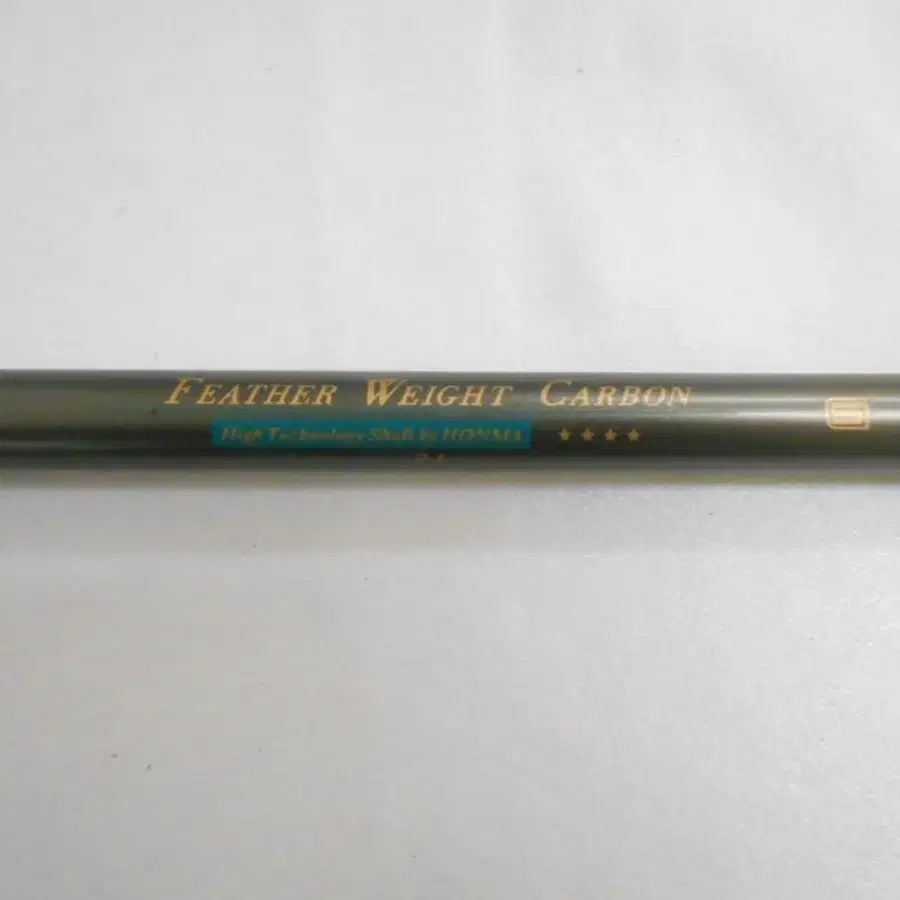 FEATHER WEIGHT CARBON
High Technology Shaft by HONMA ★★★★